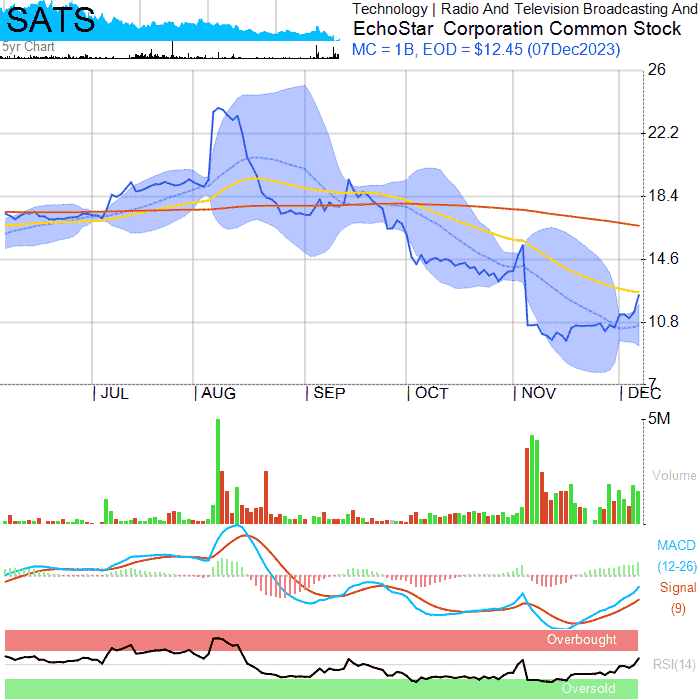 SATS
Technology | Radio And Television Broadcasting And
5yr Chart
EchoStar Corporation Common Stock
MC = 1B, EOD = $12.45 (07Dec2023)
26
22.2
18.4
14.6
10.8
7
JUL
AUG
SEP
OCT
NOV
DEC
5M
Volume
MACD
(12-26)
Signal
(9)
Overbought
RSI(14)
Oversold